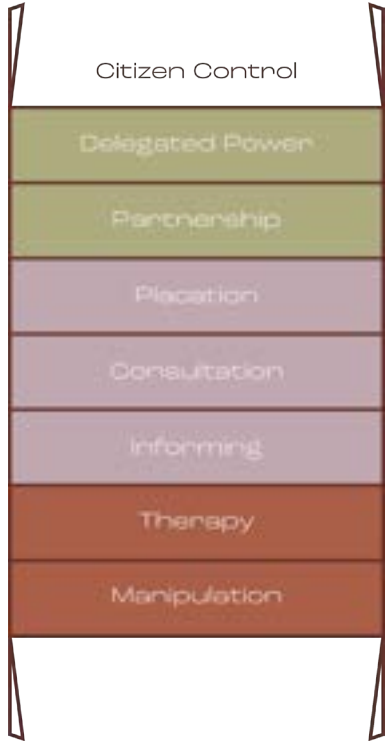 Citizen Control
Delegated Power
Partnership
Placation
Consultation
Informing
Therapy
Manipulation